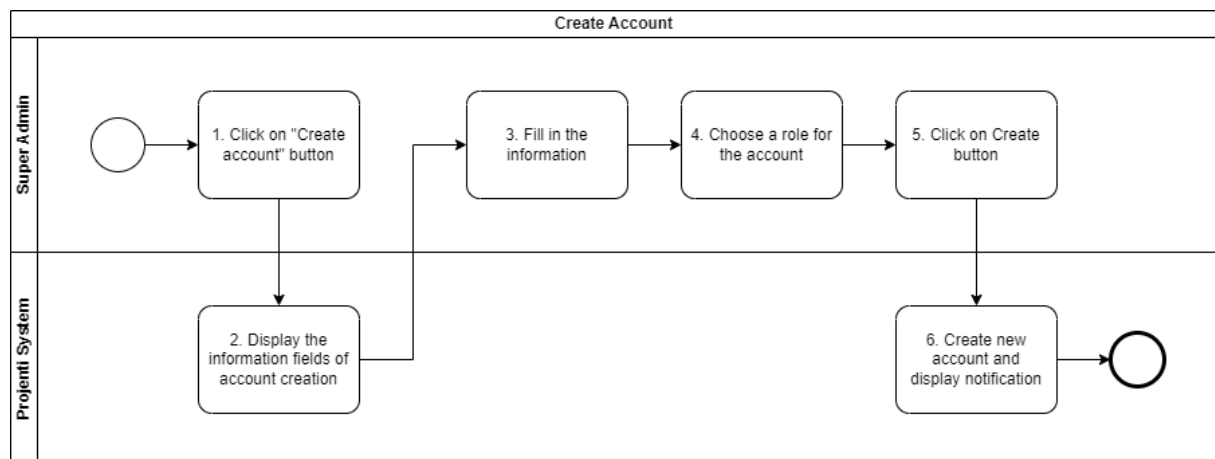 Create Account
Super Admin
1. Click on "Create
account" button
3. Fill in the
information
4. Choose a role for
the account
5. Click on Create
button
Projenti System
2. Display the
information fields of
account creation
6. Create new
account and
display notification